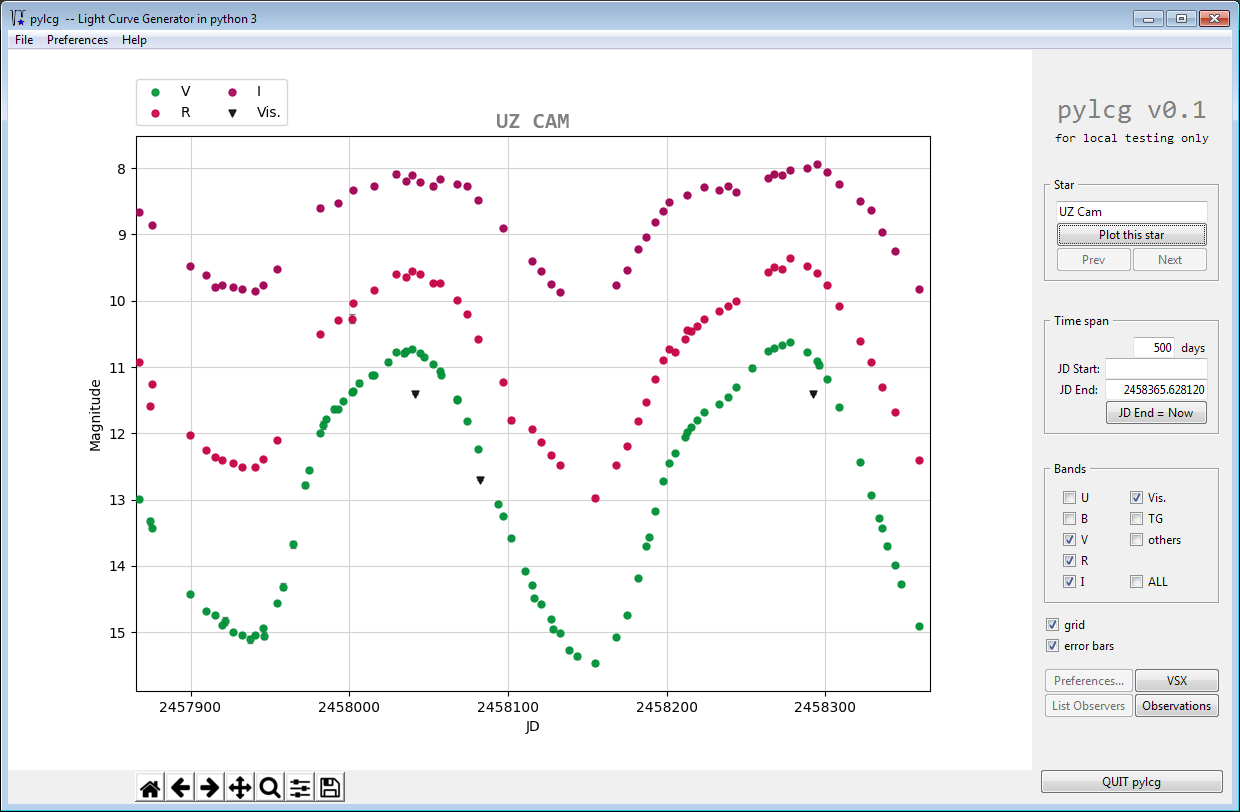 pylcg -- Light Curve Generator in python 3
File Preferences Help
V I
R Vis.
UZ CAM
8
9
10
11
12
13
14
15
Magnitude
2457900 2458000 2458100 2458200 2458300
JD
pylcg v0.1
for local testing only
Star
UZ Cam
Plot this star
Prev Next
Time span
500 days
JD Start:
JD End: 2458365.628120
JD End = Now
Bands
U Vis.
B TG
V others
R
I ALL
grid
error bars
Preferences... VSX
List Observers Observations
QUIT pylcg